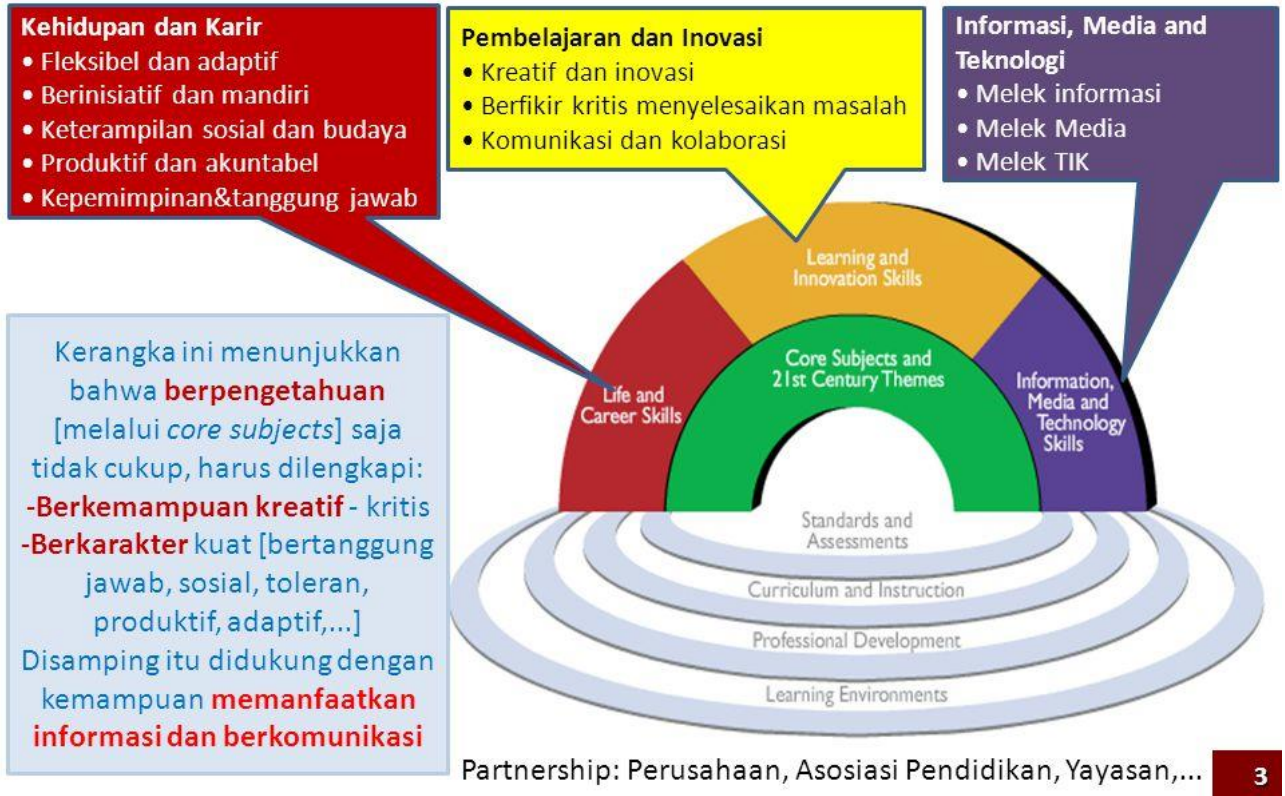 Kehidupan dan Karir
• Fleksibel dan adaptif
• Berinisiatif dan mandiri
• Keterampilan sosial dan budaya
• Produktif dan akuntabel
• Kepemimpinan&tanggung jawab
Pembelajaran dan Inovasi
• Kreatif dan inovasi
• Berfikir kritis menyelesaikan masalah
• Komunikasi dan kolaborasi
Informasi, Media and
Teknologi
• Melek informasi
• Melek Media
• Melek TIK
Learning and
Innovation Skills
Core Subjects and
21st Century Themes
Life and
Career Skills
Information,
Media and
Technology
Skills
Standards and
Assessments
Curriculum and Instruction
Professional Development
Learning Environments
Kerangka ini menunjukkan
bahwa berpengetahuan
[melalui core subjects] saja
tidak cukup, harus dilengkapi:
-Berkemampuan kreatif - kritis
-Berkarakter kuat [bertanggung
jawab, sosial, toleran,
produktif, adaptif,...]
Disamping itu didukung dengan
kemampuan memanfaatkan
informasi dan berkomunikasi
Partnership: Perusahaan, Asosiasi Pendidikan, Yayasan,...
3